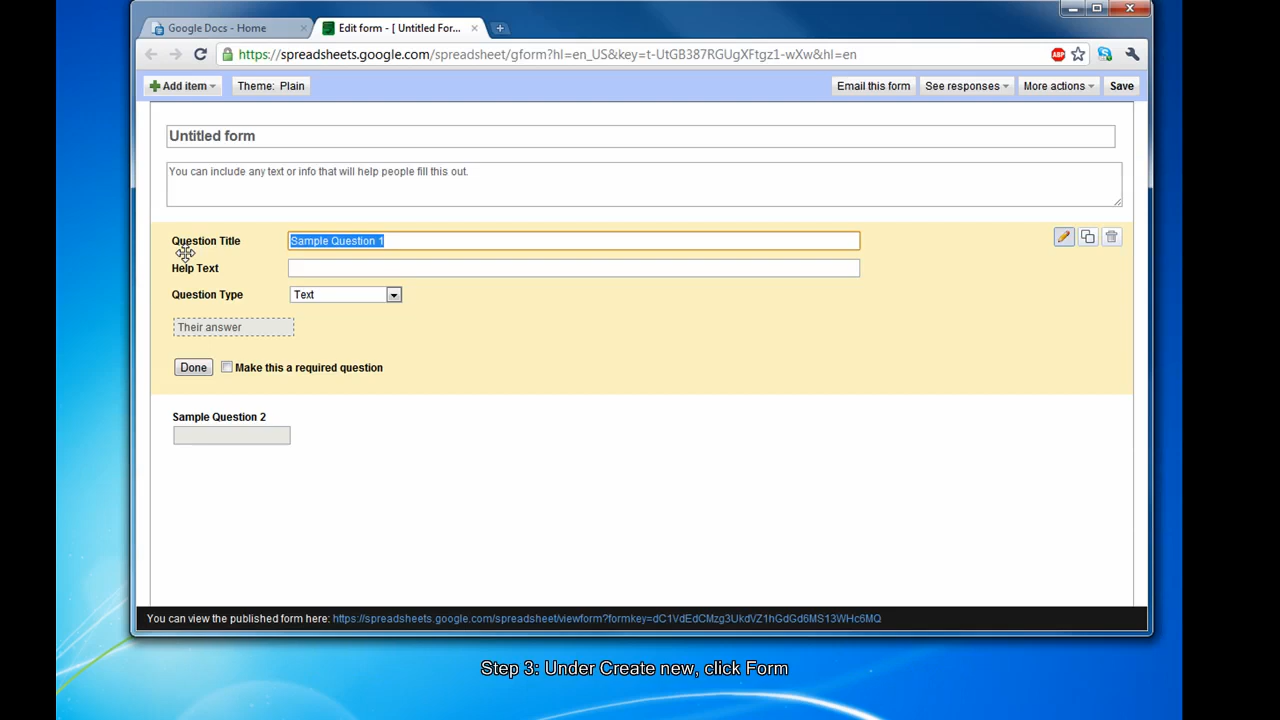 Google Docs - Home
Edit form - [ Untitled For...
https://spreadsheets.google.com/spreadsheet/gform?hl=en_US&key=t-UtGB387RGUgXFtgz1-wXw&hl=en
ABP
Add item
Theme: Plain
Email this form
See responses
More actions
Save
Untitled form
You can include any text or info that will help people fill this out.
Question Title
Sample Question 1
Help Text
Question Type
Text
Their answer
Done
Make this a required question
Sample Question 2
You can view the published form here: https://spreadsheets.google.com/spreadsheet/viewform?formkey=dC1VdEdCMzg3UkdVZ1hGdGd6MS13WHc6MQ
Step 3: Under Create new, click Form